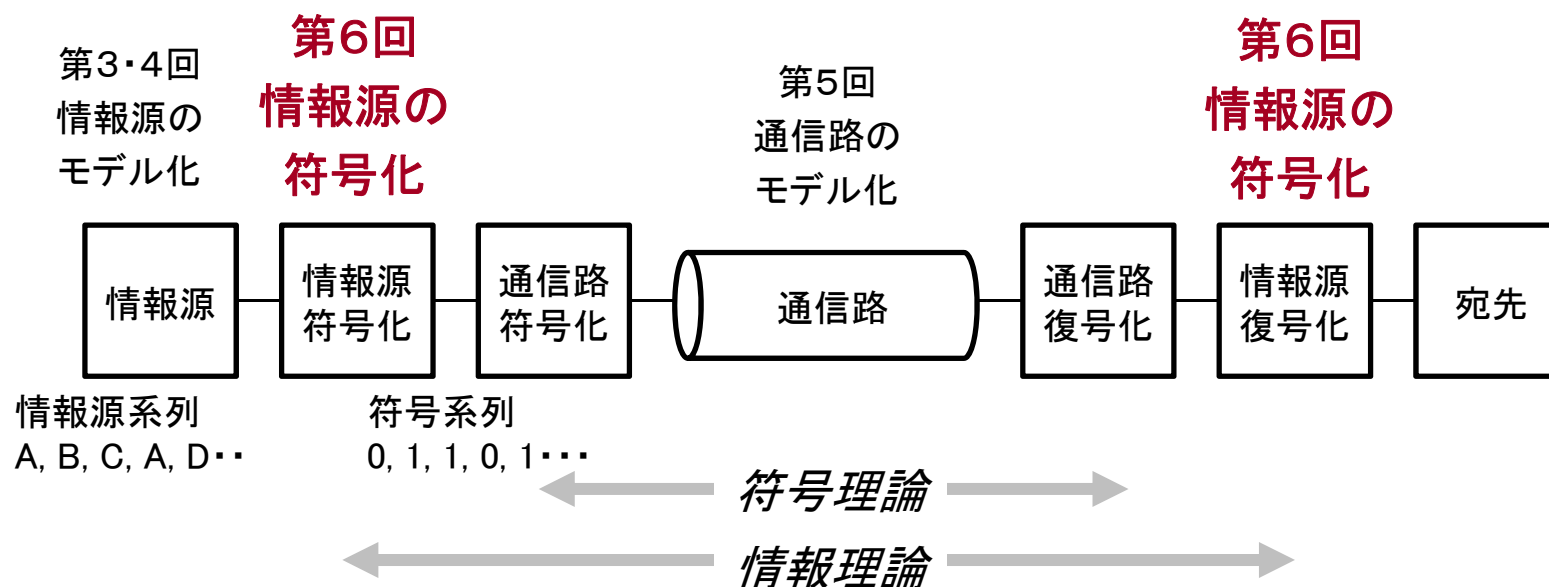 第3・4回
情報源の
モデル化
第6回
情報源の
符号化
第5回
通信路の
モデル化
第6回
情報源の
符号化
情報源
情報源
符号化
通信路
符号化
通信路
通信路
復号化
情報源
復号化
宛先
情報源系列
A, B, C, A, D・・
符号系列
0, 1, 1, 0, 1・・・
符号理論
情報理論